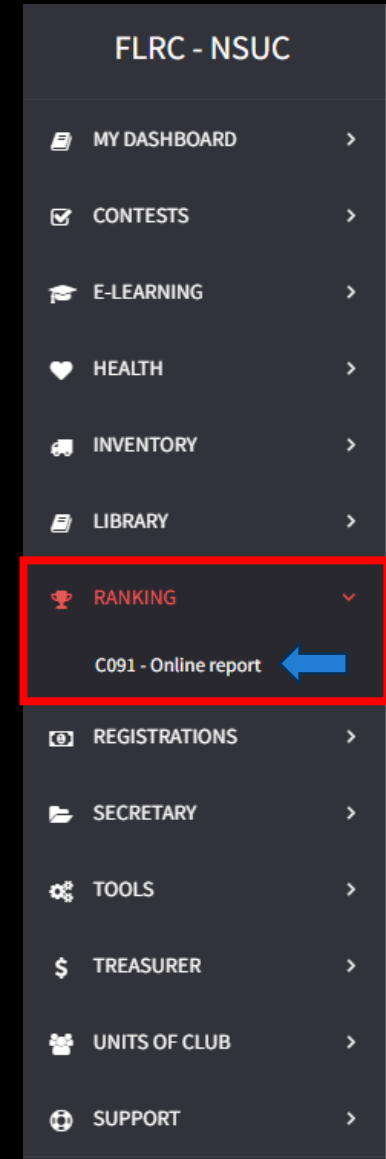 FLRC - NSUC
MY DASHBOARD
CONTESTS
E-LEARNING
HEALTH
INVENTORY
LIBRARY
RANKING
C091 - Online report
REGISTRATIONS
SECRETARY
TOOLS
TREASURER
UNITS OF CLUB
SUPPORT